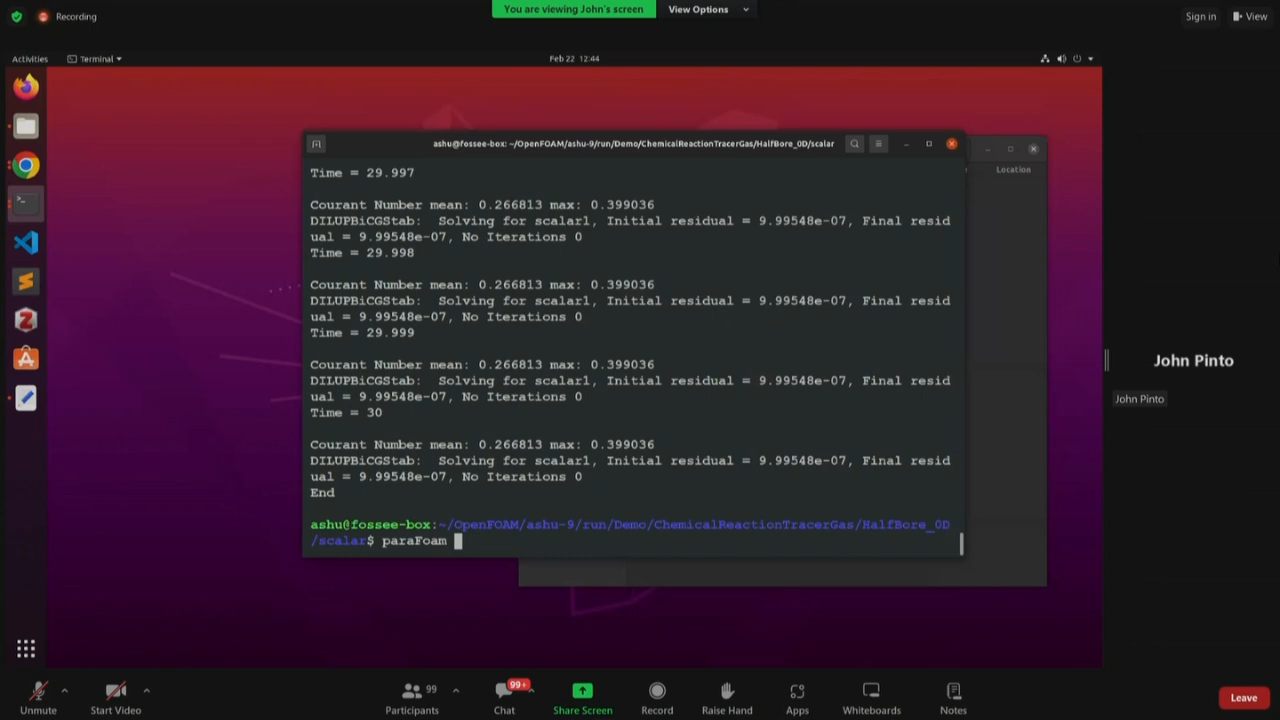 Recording
You are viewing John's screen
View Options
Sign in
View
Activities
Terminal
Feb 22 12:44
ashu@fossee-box: ~/OpenFOAM/ashu-9/run/Demo/ChemicalReactionTracerGas/HalfBore_0D/scalar
Location
Time = 29.997
Courant Number mean: 0.266813 max: 0.399036
DILUPBiCGStab:  Solving for scalar1, Initial residual = 9.99548e-07, Final resid
ual = 9.99548e-07, No Iterations 0
Time = 29.998
Courant Number mean: 0.266813 max: 0.399036
DILUPBiCGStab:  Solving for scalar1, Initial residual = 9.99548e-07, Final resid
ual = 9.99548e-07, No Iterations 0
Time = 29.999
Courant Number mean: 0.266813 max: 0.399036
DILUPBiCGStab:  Solving for scalar1, Initial residual = 9.99548e-07, Final resid
ual = 9.99548e-07, No Iterations 0
Time = 30
Courant Number mean: 0.266813 max: 0.399036
DILUPBiCGStab:  Solving for scalar1, Initial residual = 9.99548e-07, Final resid
ual = 9.99548e-07, No Iterations 0
End
ashu@fossee-box:~/OpenFOAM/ashu-9/run/Demo/ChemicalReactionTracerGas/HalfBore_0D
/scalar$ paraFoam
John Pinto
John Pinto
Unmute
Start Video
Participants
99
Chat
99+
Share Screen
Record
Raise Hand
Apps
Whiteboards
Notes
Leave